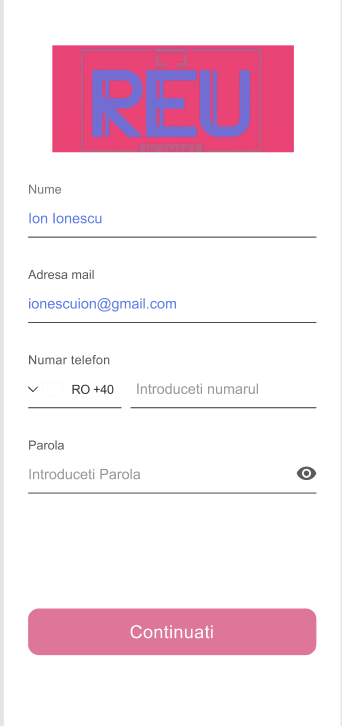 REU
Nume
Ion Ionescu
Adresa mail
ionescuion@gmail.com
Numar telefon
RO +40 Introduceti numarul
Parola
Introduceti Parola
Continuati